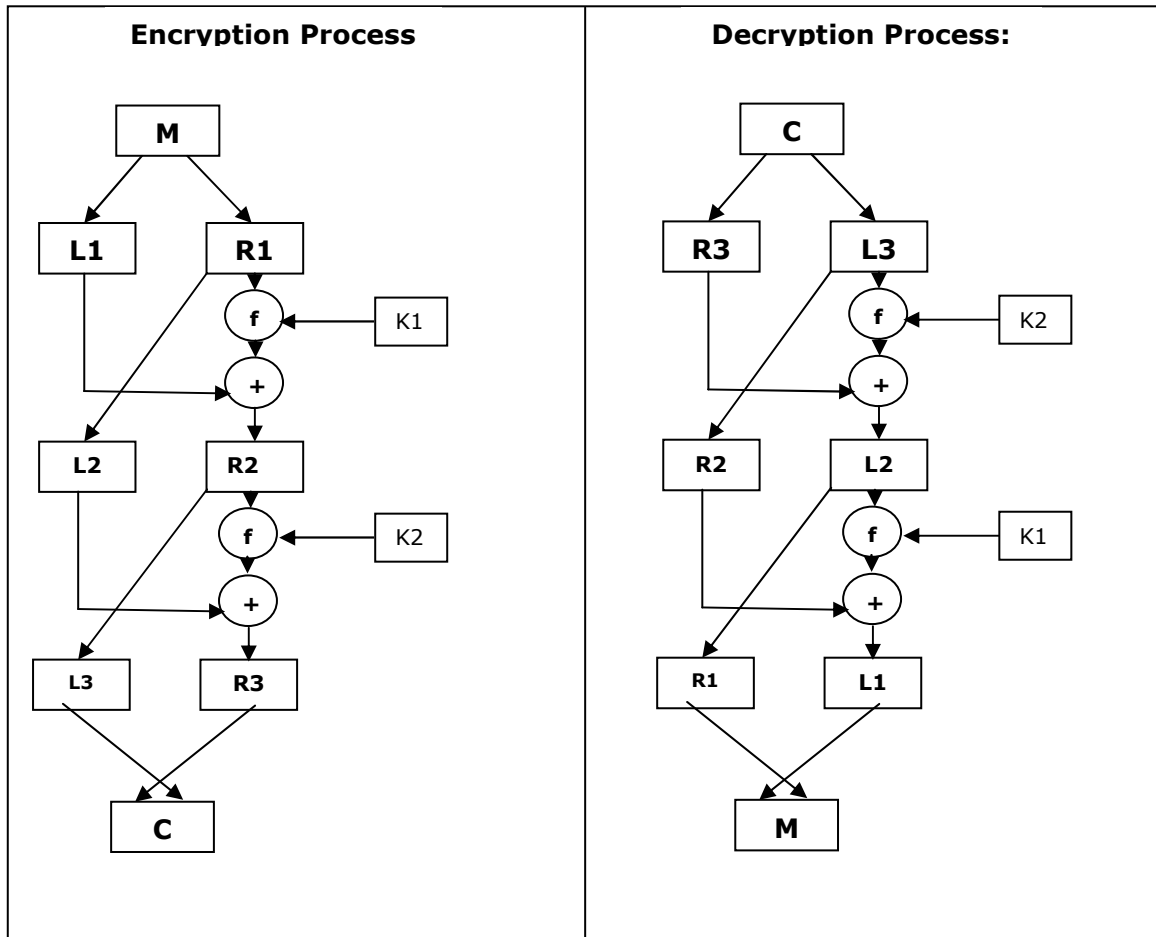 Encryption Process
M
L1 R1
f
K1
+
L2 R2
f
K2
+
L3 R3
C
Decryption Process:
C
R3 L3
f
K2
+
R2 L2
f
K1
+
R1 L1
M